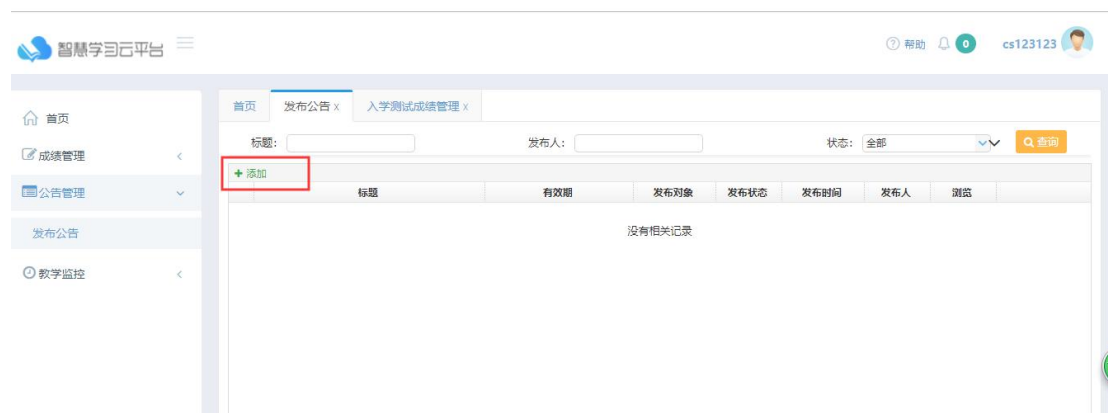 智慧学习云平台
帮助 0 cs123123
首页
成绩管理
公告管理
发布公告
教学监控
首页 发布公告 x 入学测试成绩管理 x
标题： 发布人： 状态： 全部 查询
+ 添加
标题 有效期 发布对象 发布状态 发布时间 发布人 浏览
没有相关记录